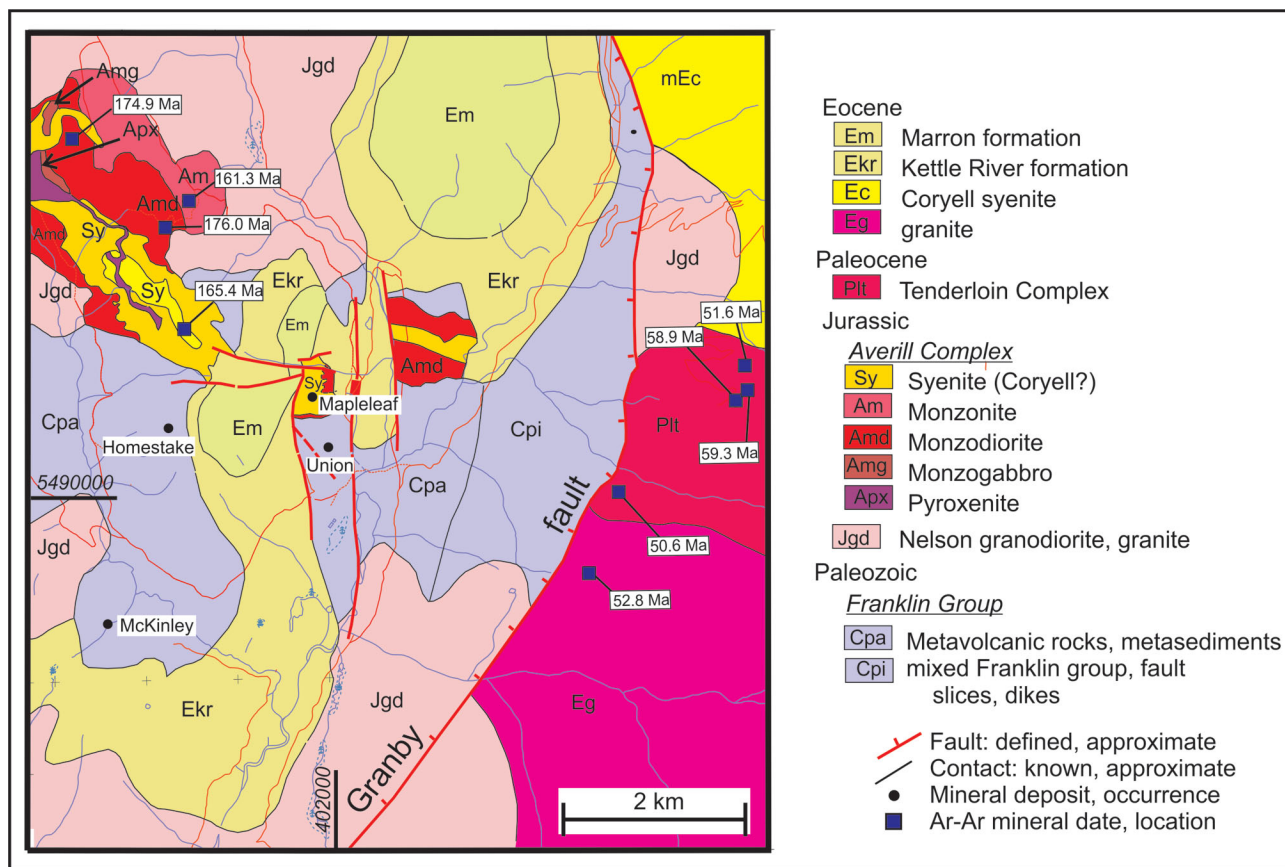 Amg
174.9 Ma
Apx
Jgd
Em
mEc
Am
161.3 Ma
Amd
176.0 Ma
Sy
Amd
Sy
Jgd
165.4 Ma
Ekr
Em
Ekr
Jgd
51.6 Ma
58.9 Ma
59.3 Ma
Amd
Sy
Mapleleaf
Cpa
Homestake
Em
Union
Cpi
Cpa
Plt
5490000
fault
50.6 Ma
Jgd
52.8 Ma
McKinley
Ekr
Jgd
Eg
Granby
402000
2 km
Eocene
Em Marron formation
Ekr Kettle River formation
Ec Coryell syenite
Eg granite
Paleocene
Plt Tenderloin Complex
Jurassic
Averill Complex
Sy Syenite (Coryell?)
Am Monzonite
Amd Monzodiorite
Amg Monzogabbro
Apx Pyroxenite
Jgd Nelson granodiorite, granite
Paleozoic
Franklin Group
Cpa Metavolcanic rocks, metasediments
Cpi mixed Franklin group, fault
slices, dikes
Fault: defined, approximate
Contact: known, approximate
Mineral deposit, occurrence
Ar-Ar mineral date, location